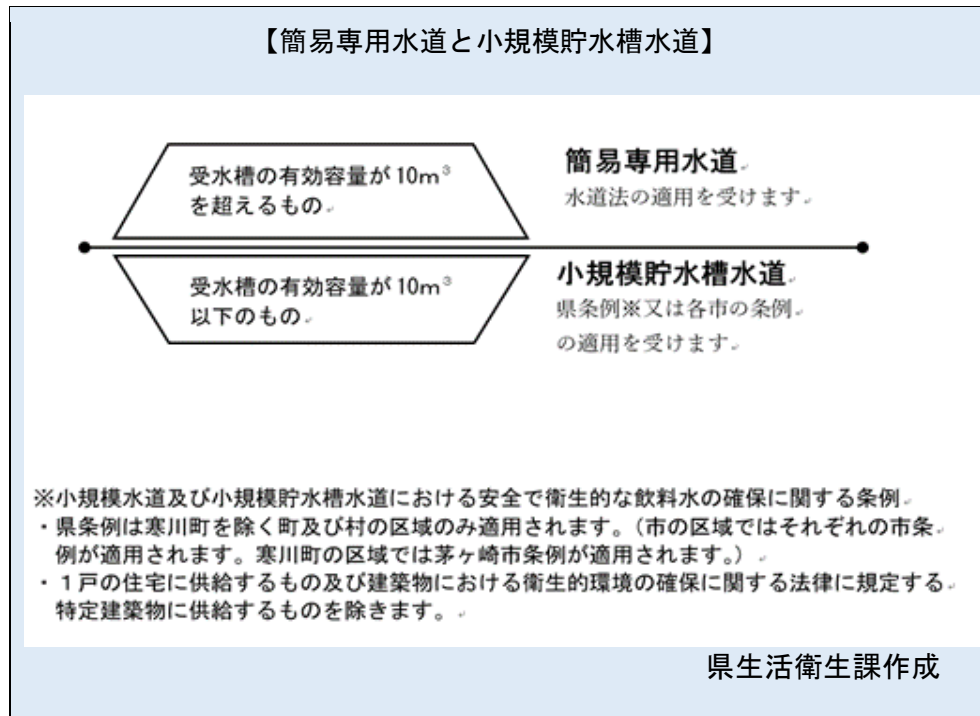 【簡易専用水道と小規模貯水槽水道】
受水槽の有効容量が10m³
を超えるもの
簡易専用水道
水道法の適用を受けます
受水槽の有効容量が10m³
以下のもの
小規模貯水槽水道
県条例※又は各市の条例
の適用を受けます
※小規模水道及び小規模貯水槽水道における安全で衛生的な飲料水の確保に関する条例
・県条例は寒川町を除く町及び村の区域のみ適用されます。（市の区域ではそれぞれの市条
例が適用されます。寒川町の区域では茅ヶ崎市条例が適用されます。）
・１戸の住宅に供給するもの及び建築物における衛生的環境の確保に関する法律に規定する
特定建築物に供給するものを除きます。
県生活衛生課作成